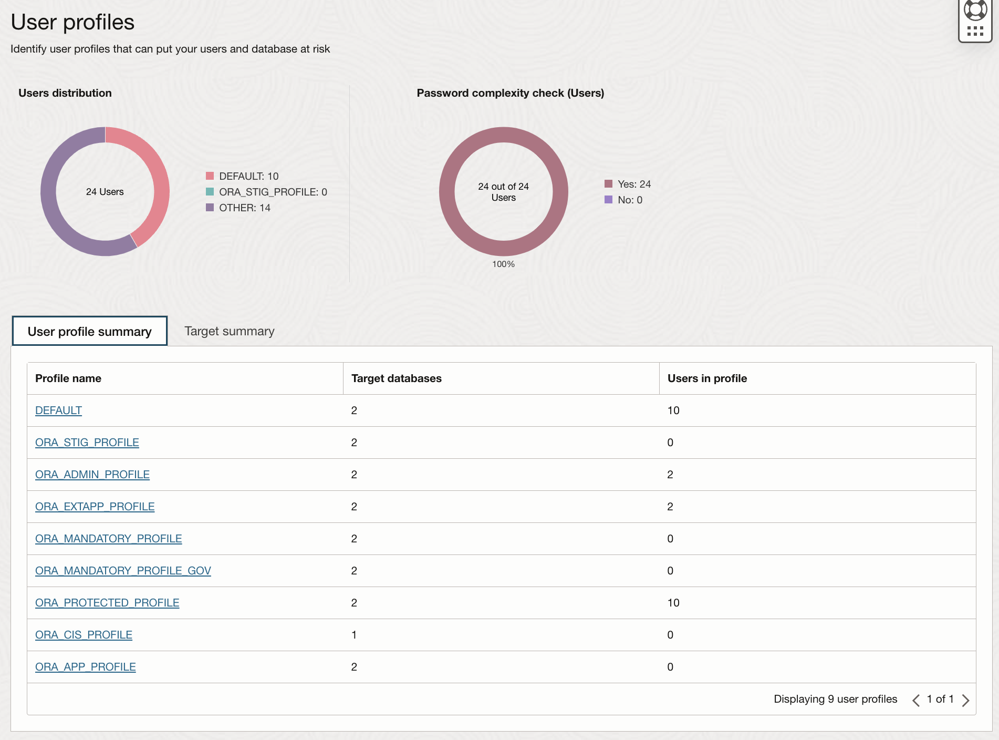 User profiles
Identify user profiles that can put your users and database at risk
Users distribution
24 Users
DEFAULT: 10
ORA_STIG_PROFILE: 0
OTHER: 14
Password complexity check (Users)
24 out of 24
Users
100%
Yes: 24
No: 0
User profile summary
Target summary
Profile name Target databases Users in profile
DEFAULT 2 10
ORA_STIG_PROFILE 2 0
ORA_ADMIN_PROFILE 2 2
ORA_EXTAPP_PROFILE 2 2
ORA_MANDATORY_PROFILE 2 0
ORA_MANDATORY_PROFILE_GOV 2 0
ORA_PROTECTED_PROFILE 2 10
ORA_CIS_PROFILE 1 0
ORA_APP_PROFILE 2 0
Displaying 9 user profiles 1 of 1